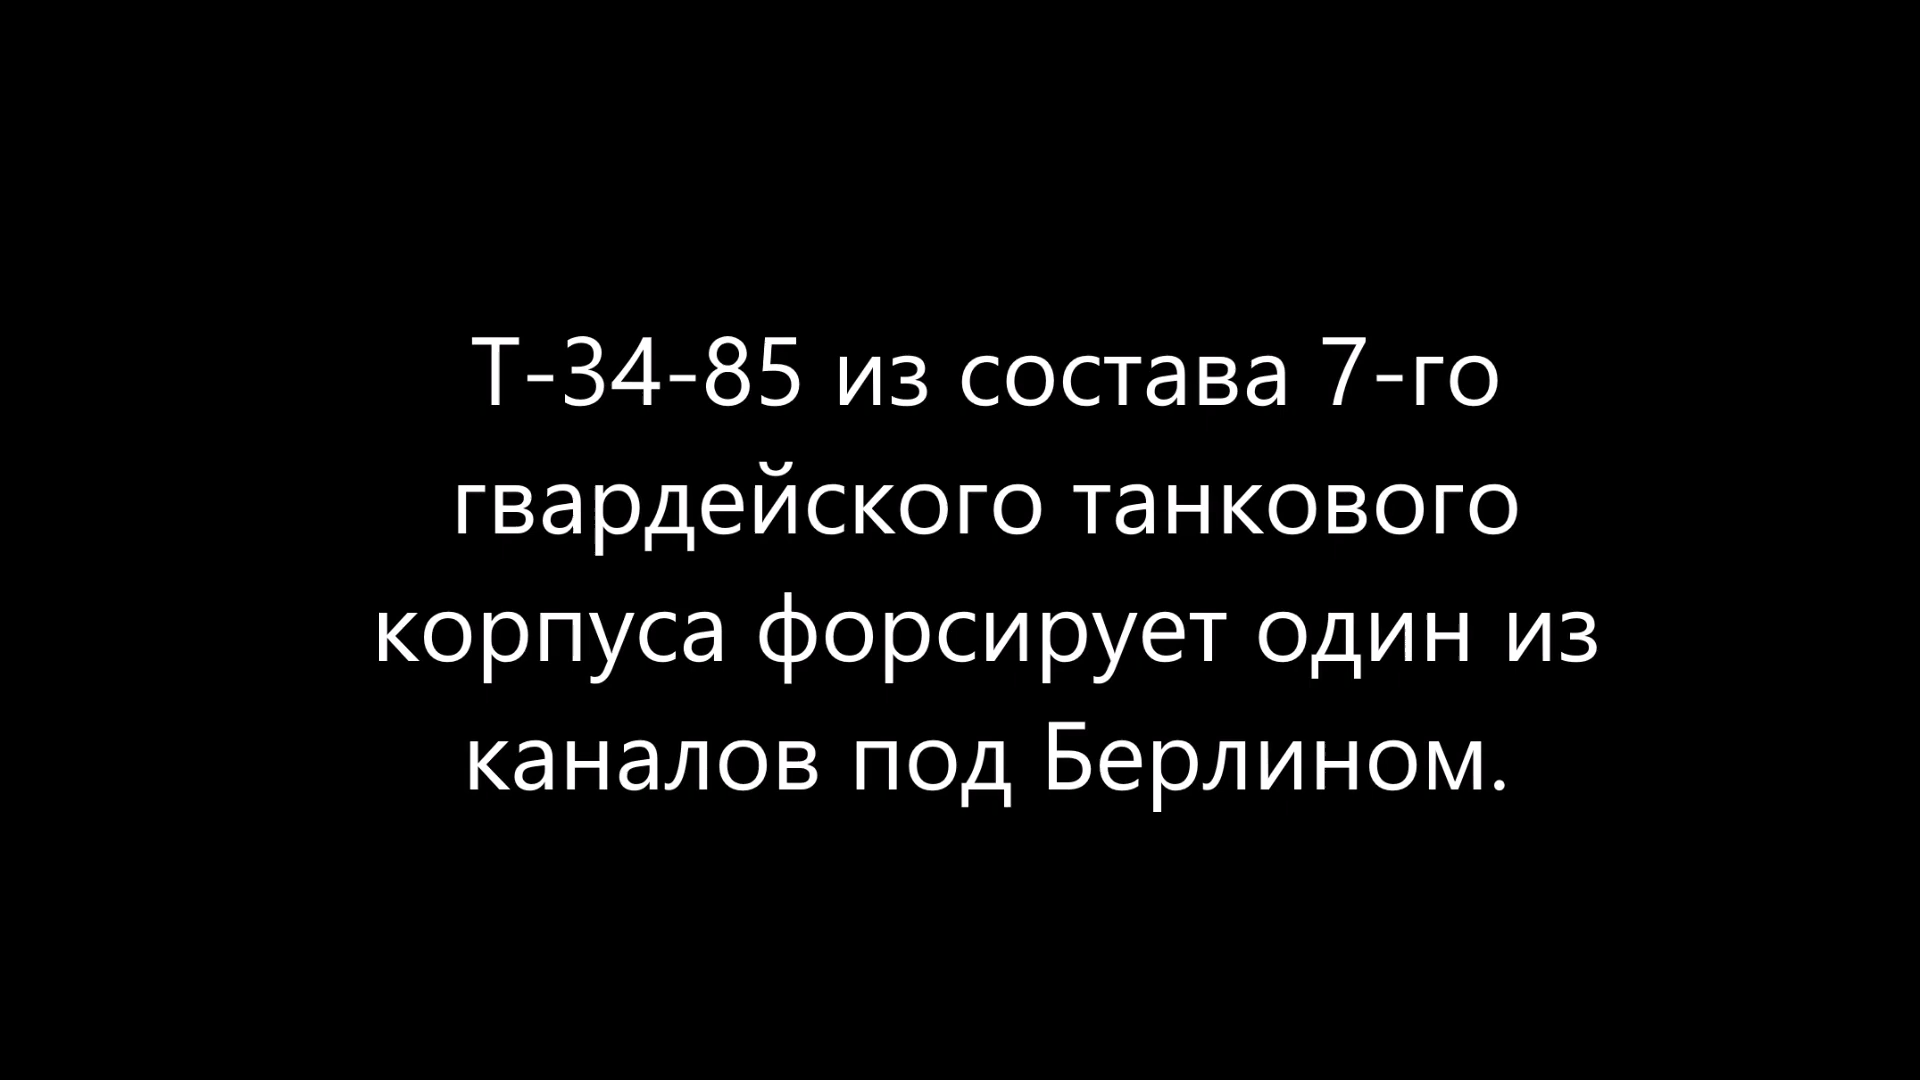 Т-34-85 из состава 7-го
гвардейского танкового
корпуса форсирует один из
каналов под Берлином.